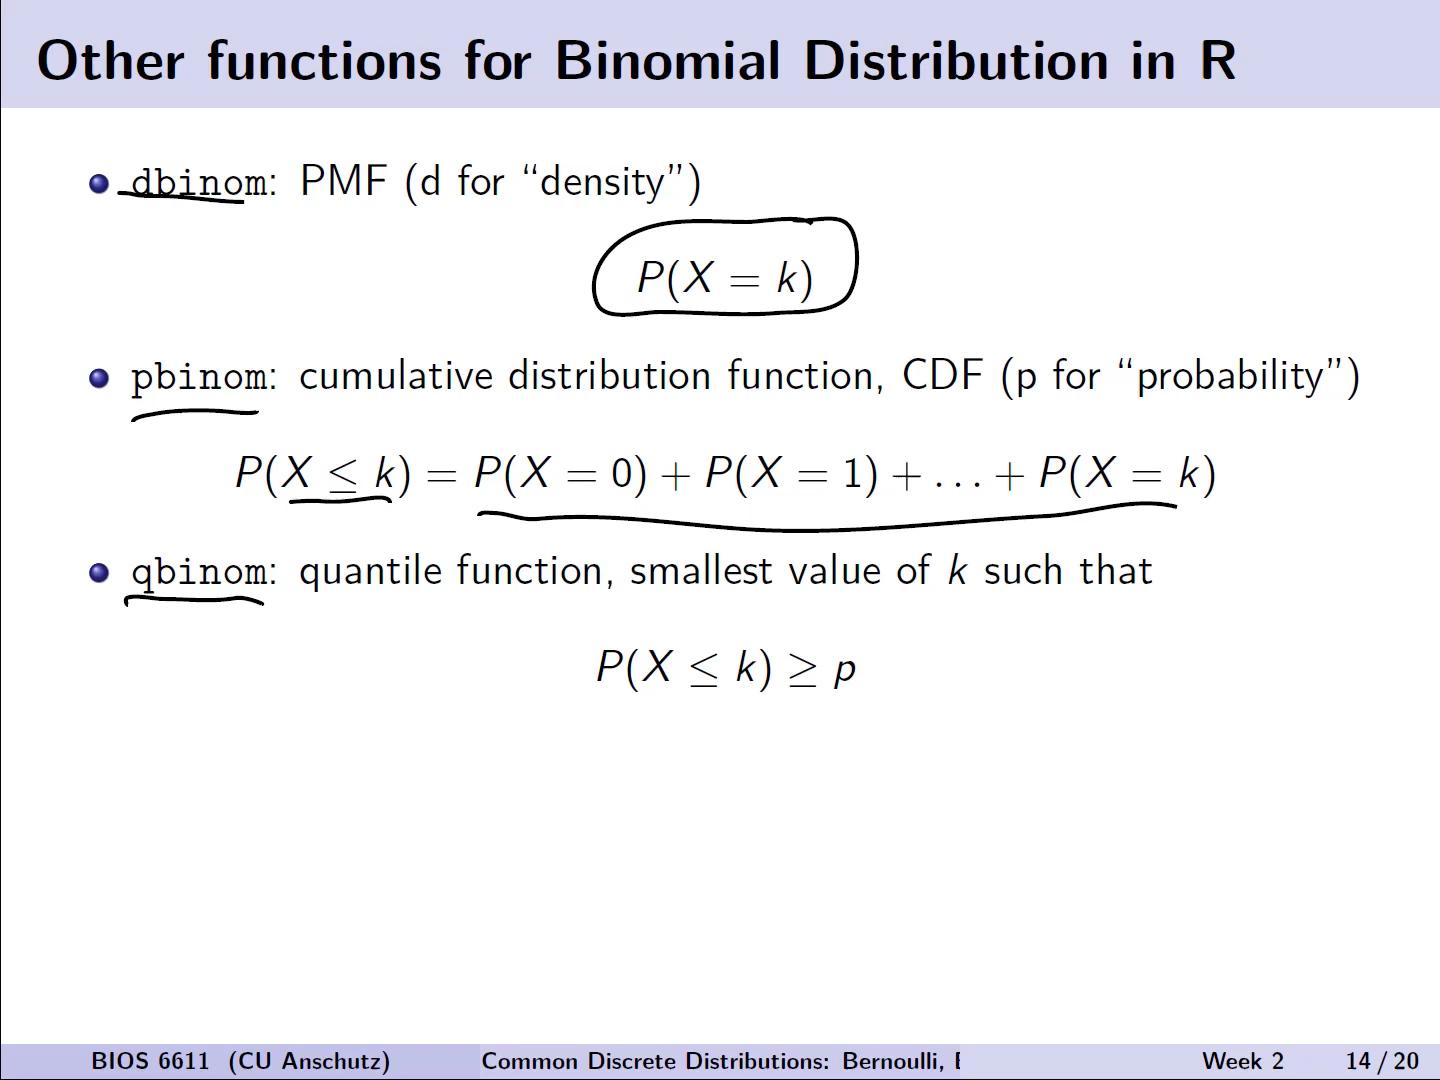 Other functions for Binomial Distribution in R
dbinom: PMF (d for “density”)
P(X = k)
pbinom: cumulative distribution function, CDF (p for “probability”)
P(X ≤ k) = P(X = 0) + P(X = 1) + . . . + P(X = k)
qbinom: quantile function, smallest value of k such that
P(X ≤ k) ≥ p
BIOS 6611 (CU Anschutz) Common Discrete Distributions: Bernoulli, Week 2 14 / 20